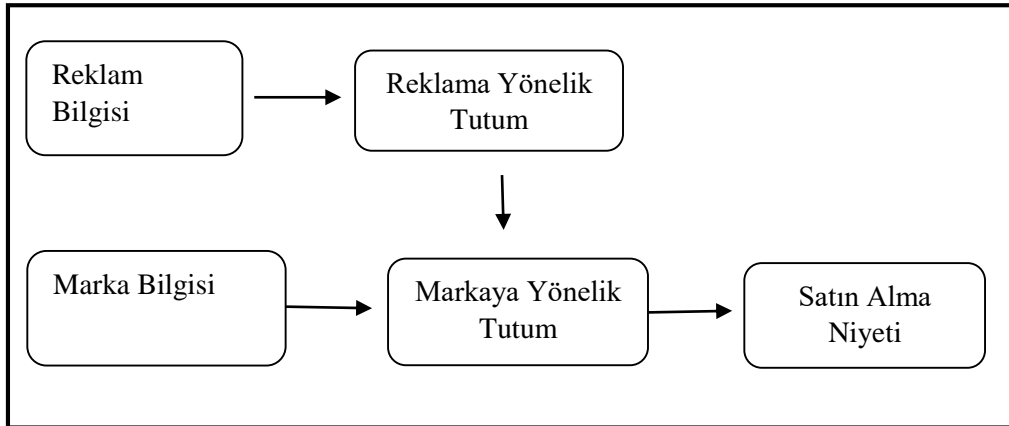 Reklam
Bilgisi
Reklama Yönelik
Tutum
Marka Bilgisi
Markaya Yönelik
Tutum
Satın Alma
Niyeti